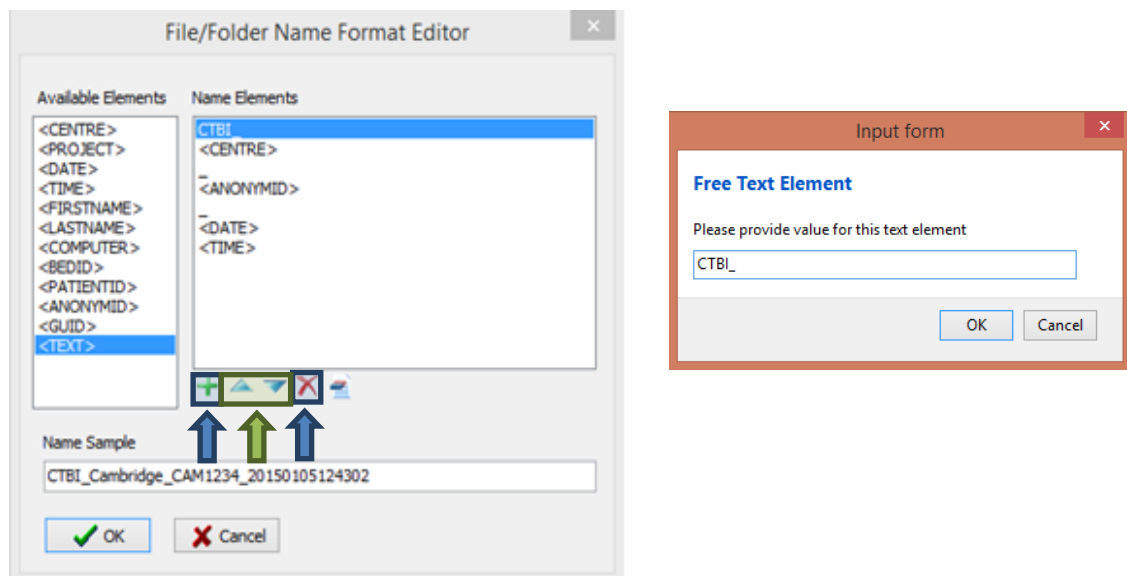 File/Folder Name Format Editor
Available Elements
<CENTRE>
<PROJECT>
<DATE>
<TIME>
<FIRSTNAME>
<LASTNAME>
<COMPUTER>
<BEDID>
<PATIENTID>
<ANONYMID>
<GUID>
<TEXT>
Name Elements
CTBI_
<CENTRE>
_
<ANONYMID>
_
<DATE>
<TIME>
Name Sample
CTBI_Cambridge_CAM1234_20150105124302
OK
Cancel
Input form
Free Text Element
Please provide value for this text element
CTBI_
OK
Cancel